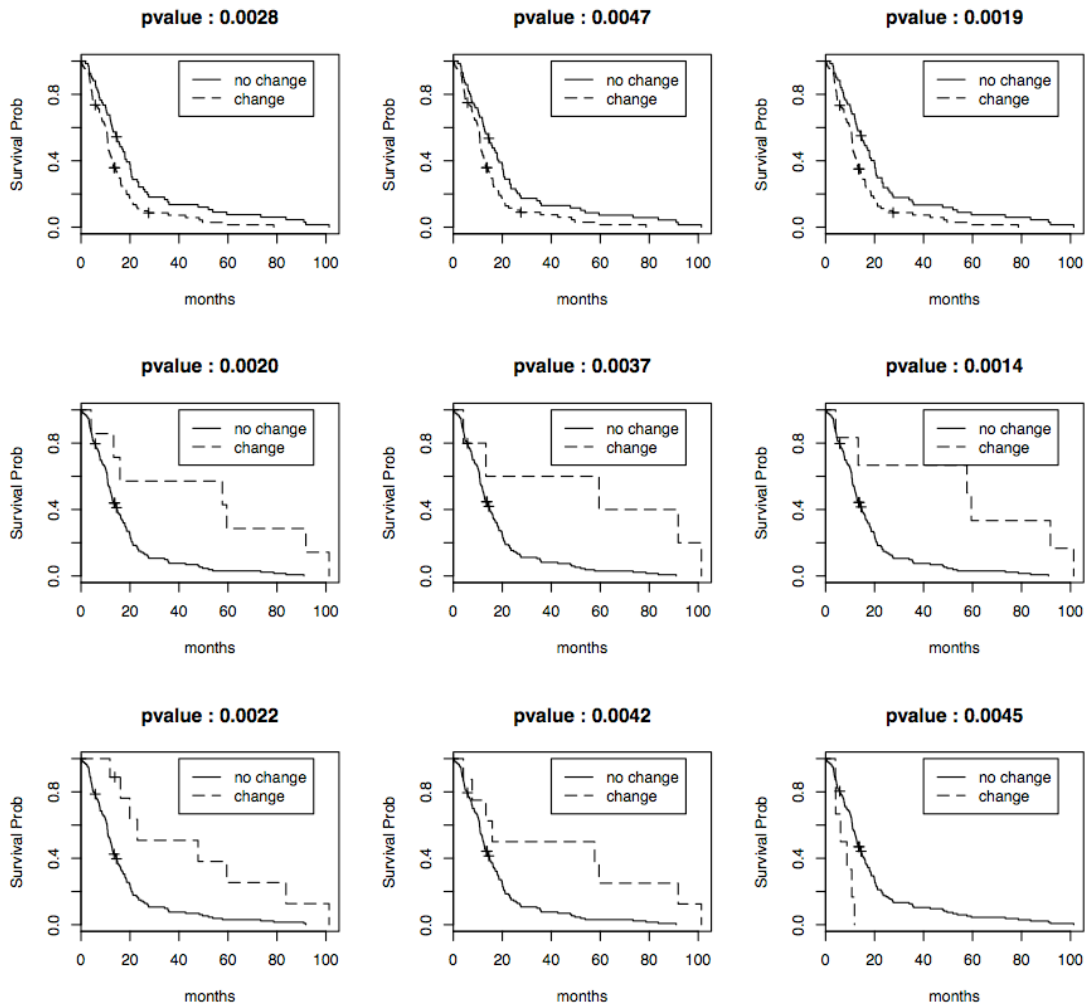 pvalue : 0.0028
Survival Prob
0.0 0.4 0.8
no change
change
0 20 40 60 80 100
months
pvalue : 0.0047
Survival Prob
0.0 0.4 0.8
no change
change
0 20 40 60 80 100
months
pvalue : 0.0019
Survival Prob
0.0 0.4 0.8
no change
change
0 20 40 60 80 100
months
pvalue : 0.0020
Survival Prob
0.0 0.4 0.8
no change
change
0 20 40 60 80 100
months
pvalue : 0.0037
Survival Prob
0.0 0.4 0.8
no change
change
0 20 40 60 80 100
months
pvalue : 0.0014
Survival Prob
0.0 0.4 0.8
no change
change
0 20 40 60 80 100
months
pvalue : 0.0022
Survival Prob
0.0 0.4 0.8
no change
change
0 20 40 60 80 100
months
pvalue : 0.0042
Survival Prob
0.0 0.4 0.8
no change
change
0 20 40 60 80 100
months
pvalue : 0.0045
Survival Prob
0.0 0.4 0.8
no change
change
0 20 40 60 80 100
months